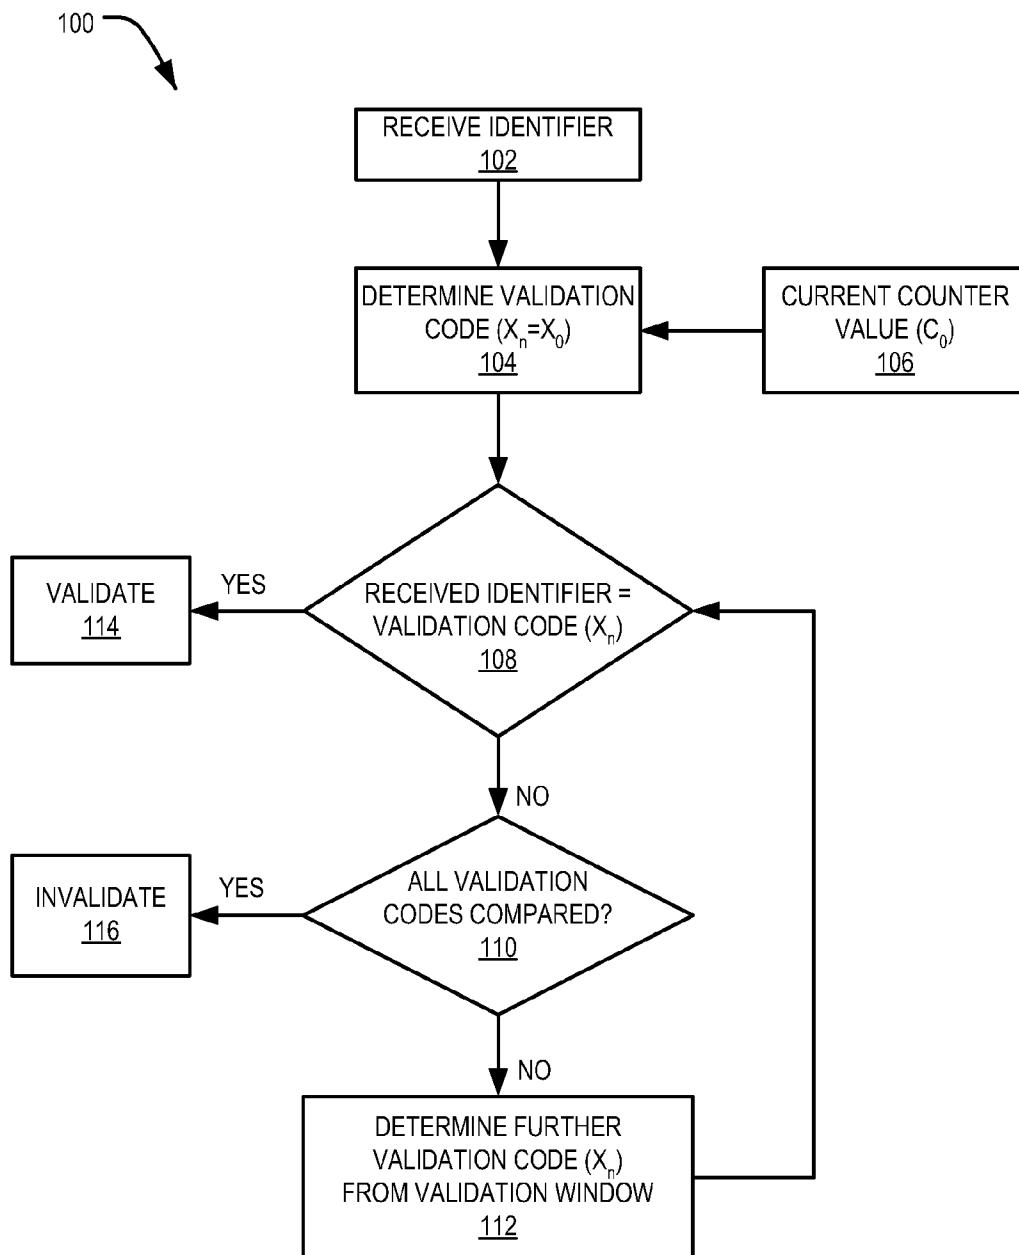 100
RECEIVE IDENTIFIER
102
DETERMINE VALIDATION
CODE (Xn=X0)
104
CURRENT COUNTER
VALUE (C0)
106
RECEIVED IDENTIFIER =
VALIDATION CODE (Xn)
108
YES
VALIDATE
114
NO
ALL VALIDATION
CODES COMPARED?
110
YES
INVALIDATE
116
NO
DETERMINE FURTHER
VALIDATION CODE (Xn)
FROM VALIDATION WINDOW
112